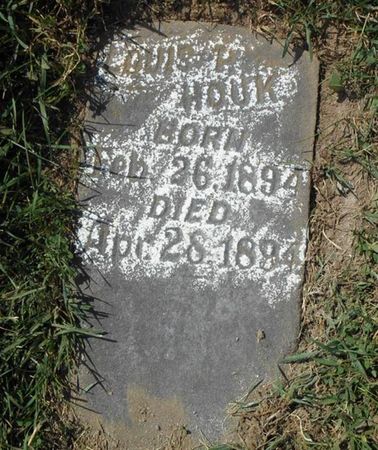 HOUK
BORN
Feb. 26. 1894
DIED
Apr. 28. 1894